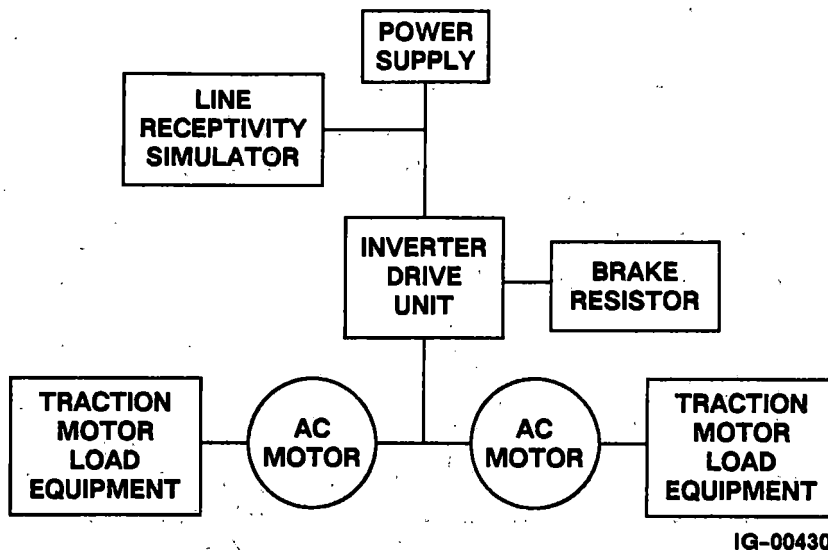 POWER
SUPPLY
LINE
RECEPTIVITY
SIMULATOR
INVERTER
DRIVE
UNIT
BRAKE
RESISTOR
TRACTION
MOTOR
LOAD
EQUIPMENT
AC
MOTOR
AC
MOTOR
TRACTION
MOTOR
LOAD
EQUIPMENT
IG-00430